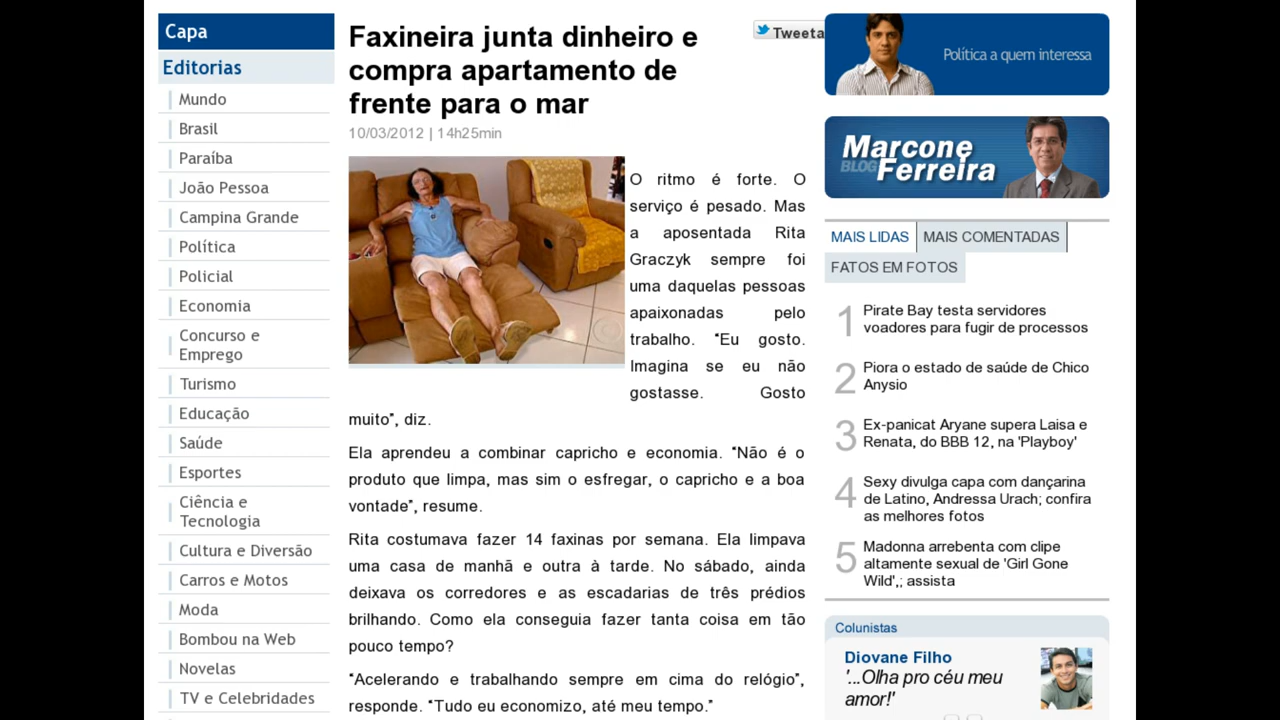 Capa
Editorias
Mundo
Brasil
Paraíba
João Pessoa
Campina Grande
Política
Policial
Economia
Concurso e
Emprego
Turismo
Educação
Saúde
Esportes
Ciência e
Tecnologia
Cultura e Diversão
Carros e Motos
Moda
Bombou na Web
Novelas
TV e Celebridades
Faxineira junta dinheiro e
compra apartamento de
frente para o mar
10/03/2012 | 14h25min
Tweeta
O ritmo é forte. O
serviço é pesado. Mas
a aposentada Rita
Graczyk sempre foi
uma daquelas pessoas
apaixonadas pelo
trabalho. “Eu gosto.
Imagina se eu não
gostasse. Gosto
muito”, diz.
Ela aprendeu a combinar capricho e economia. “Não é o
produto que limpa, mas sim o esfregar, o capricho e a boa
vontade”, resume.
Rita costumava fazer 14 faxinas por semana. Ela limpava
uma casa de manhã e outra à tarde. No sábado, ainda
deixava os corredores e as escadarias de três prédios
brilhando. Como ela conseguia fazer tanta coisa em tão
pouco tempo?
“Acelerando e trabalhando sempre em cima do relógio”,
responde. “Tudo eu economizo, até meu tempo.”
Política a quem interessa
Marcone
BLOG Ferreira
MAIS LIDAS MAIS COMENTADAS
FATOS EM FOTOS
1 Pirate Bay testa servidores
voadores para fugir de processos
2 Piora o estado de saúde de Chico
Anysio
3 Ex-panicat Aryane supera Laisa e
Renata, do BBB 12, na 'Playboy'
4 Sexy divulga capa com dançarina
de Latino, Andressa Urach; confira
as melhores fotos
5 Madonna arrebenta com clipe
altamente sexual de 'Girl Gone
Wild',; assista
Colunistas
Diovane Filho
'...Olha pro céu meu
amor!'